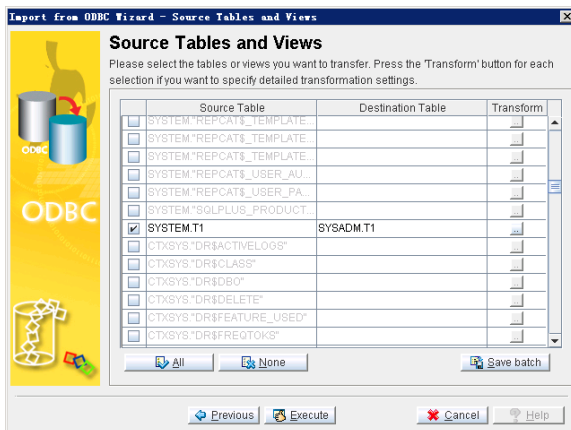 Import from ODBC Wizard - Source Tables and Views
Source Tables and Views
Please select the tables or views you want to transfer. Press the 'Transform' button for each
selection if you want to specify detailed transformation settings.
Source Table Destination Table Transform
SYSTEM."REPCAT$_TEMPLATE...
SYSTEM."REPCAT$_TEMPLATE...
SYSTEM."REPCAT$_TEMPLATE...
SYSTEM."REPCAT$_USER_AU...
SYSTEM."REPCAT$_USER_PA...
SYSTEM."SQLPLUS_PRODUCT...
SYSTEM.T1 SYSADM.T1 ...
CTXSYS."DR$ACTIVELOGS"
CTXSYS."DR$CLASS"
CTXSYS."DR$DBO"
CTXSYS."DR$DELETE"
CTXSYS."DR$FEATURE_USED"
CTXSYS."DR$FREQTOKS"
ODBC
ODBC
All None Save batch
Previous Execute Cancel Help